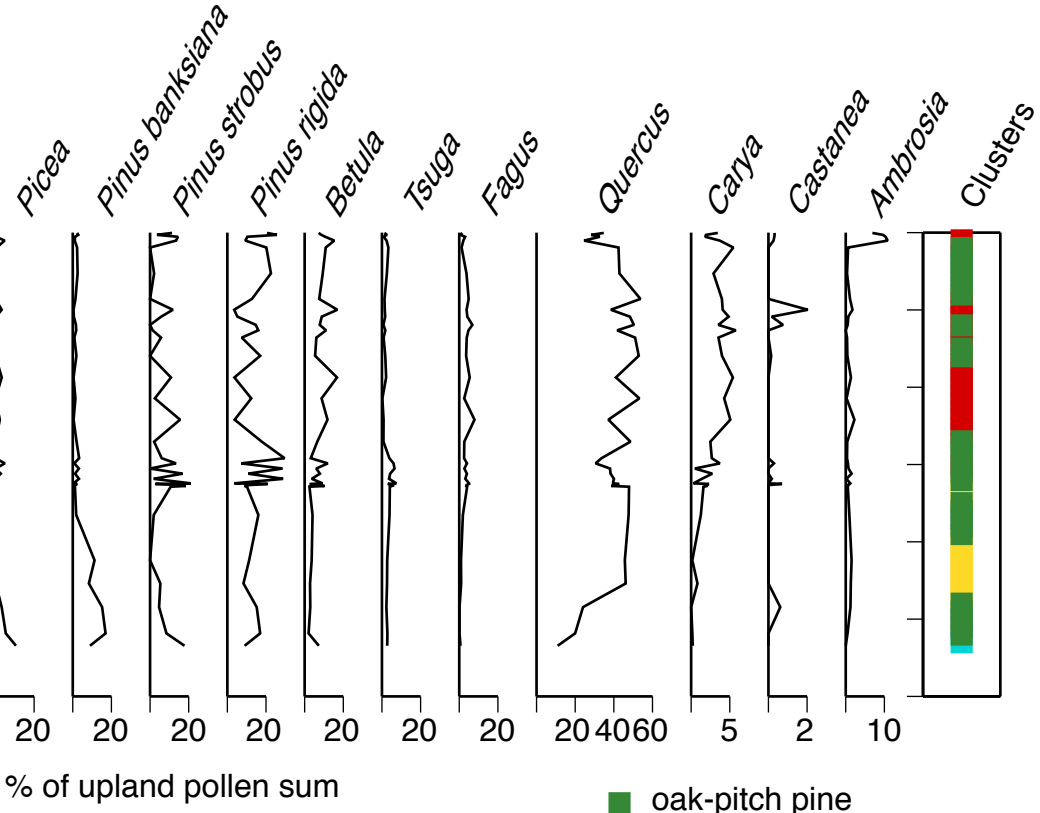 Picea
Pinus banksiana
Pinus strobus
Pinus rigida
Betula
Tsuga
Fagus
Quercus
Carya
Castanea
Ambrosia
Clusters
20 20 20 20 20 20 20 20 40 60 5 2 10
% of upland pollen sum
oak-pitch pine